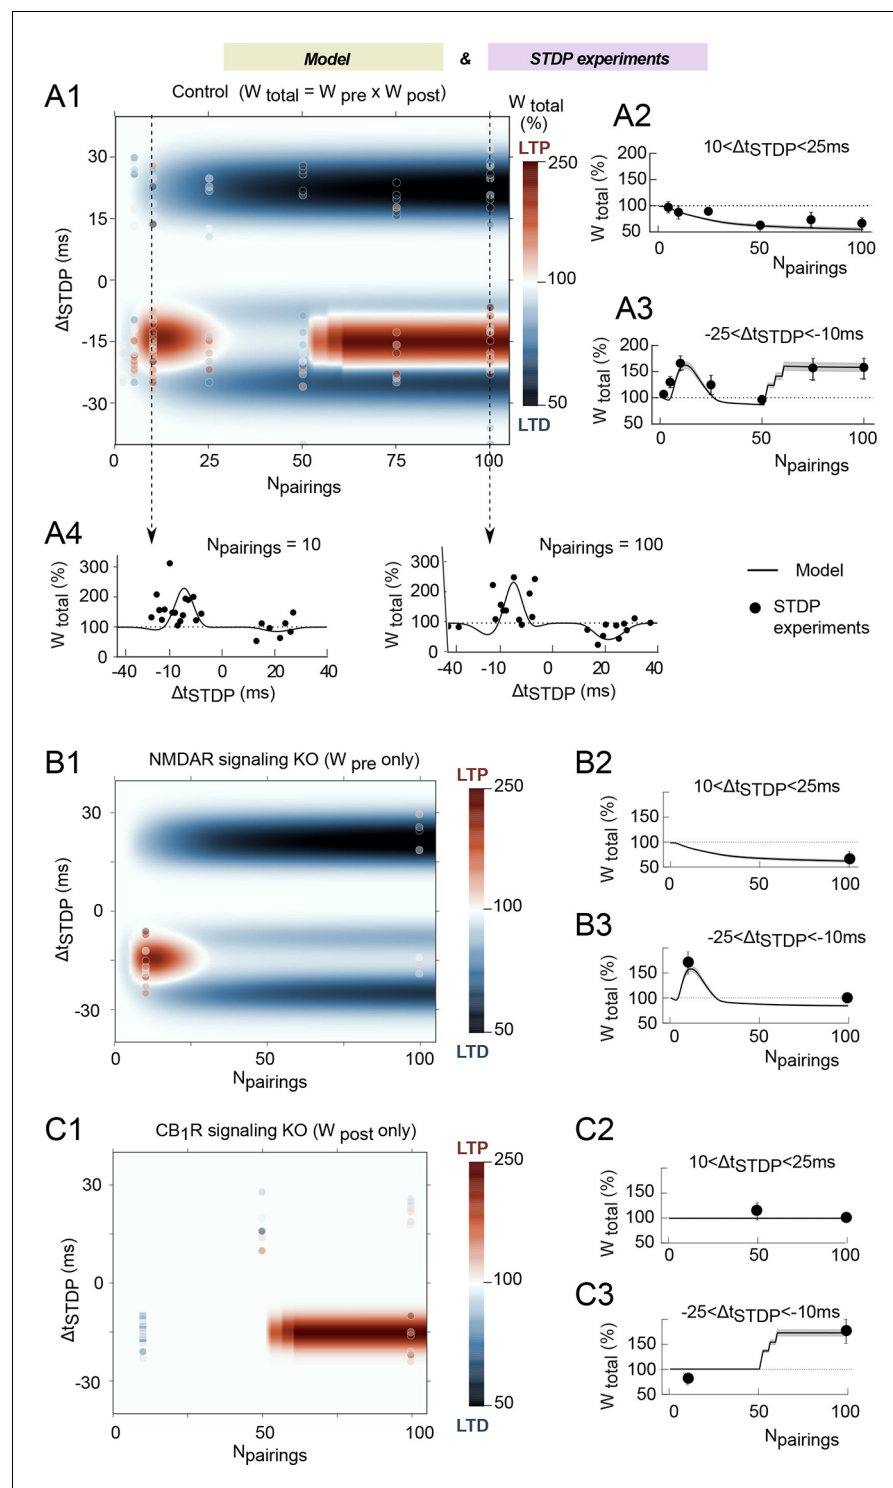 Model & STDP experiments
A1
Control (W total = W pre x W post)
W total
(%)
LTP
250
100
50
LTD
30
15
0
-15
-30
ΔtSTDP (ms)
0 25 50 75 100
Npairings
A2
10<ΔtSTDP<25ms
W total (%)
200
150
100
50
0 50 100
Npairings
A3
-25<ΔtSTDP<-10ms
W total (%)
200
150
100
50
0 50 100
Npairings
A4
Npairings = 10
W total (%)
300
200
100
0
-40 -10 0 20 40
ΔtSTDP (ms)
Npairings = 100
W total (%)
300
200
100
0
-40 -10 0 20 40
ΔtSTDP (ms)
Model
STDP
experiments
B1
NMDAR signaling KO (W pre only)
LTP
250
100
50
LTD
30
0
-30
ΔtSTDP (ms)
0 50 100
Npairings
B2
10<ΔtSTDP<25ms
W total (%)
150
100
50
0 50 100
B3
-25<ΔtSTDP<-10ms
W total (%)
150
100
50
0 50 100
Npairings
C1
CB1R signaling KO (W post only)
LTP
250
100
50
LTD
30
0
-30
ΔtSTDP (ms)
0 50 100
Npairings
C2
10<ΔtSTDP<25ms
W total (%)
150
100
50
0 50 100
C3
-25<ΔtSTDP<-10ms
W total (%)
150
100
50
0 50 100
Npairings